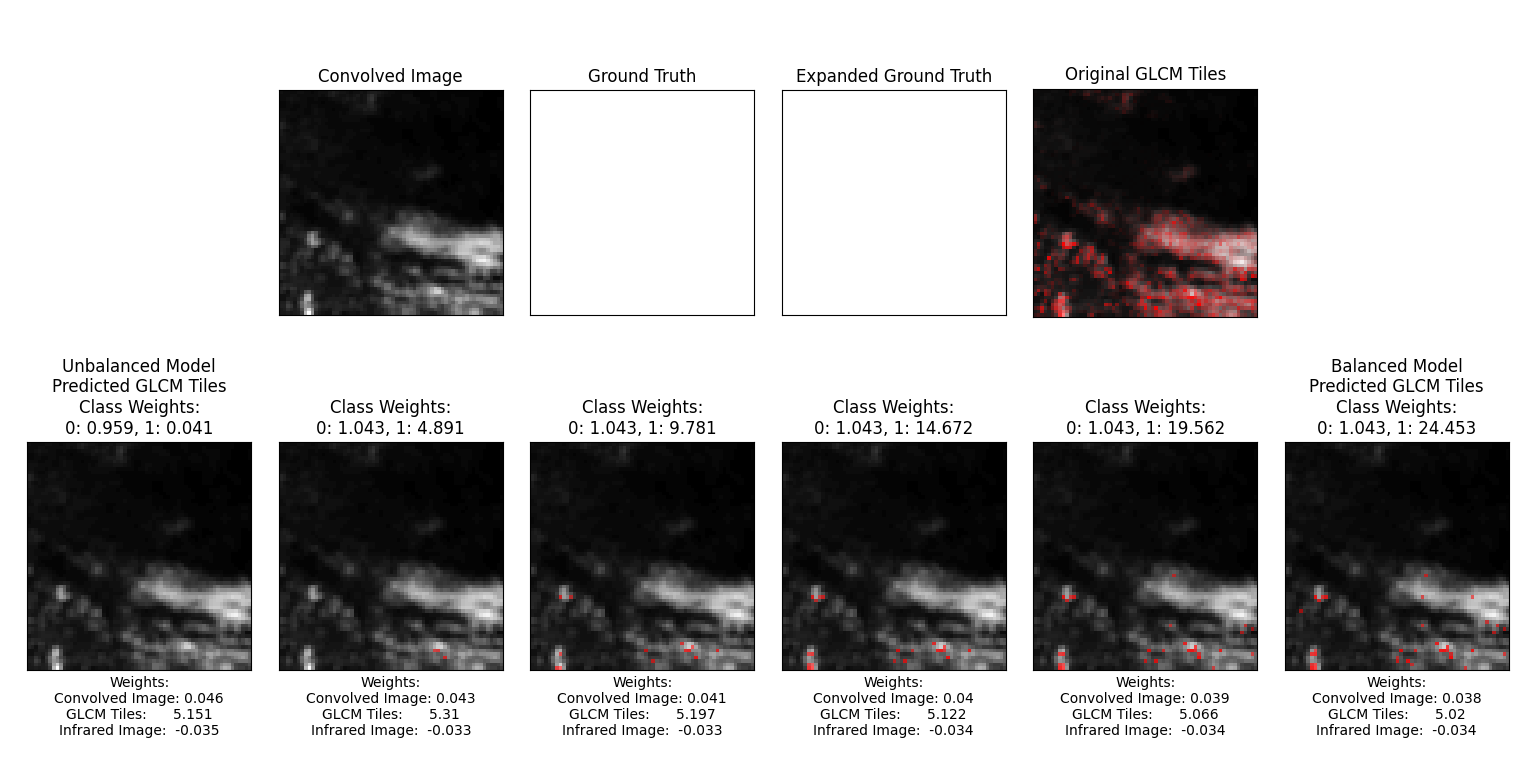 Convolved Image
Ground Truth
Expanded Ground Truth
Original GLCM Tiles
Unbalanced Model
Predicted GLCM Tiles
Class Weights:
0: 0.959, 1: 0.041
Class Weights:
0: 1.043, 1: 4.891
Class Weights:
0: 1.043, 1: 9.781
Class Weights:
0: 1.043, 1: 14.672
Class Weights:
0: 1.043, 1: 19.562
Balanced Model
Predicted GLCM Tiles
Class Weights:
0: 1.043, 1: 24.453
Weights:
Convolved Image: 0.046
GLCM Tiles: 5.151
Infrared Image: -0.035
Weights:
Convolved Image: 0.043
GLCM Tiles: 5.31
Infrared Image: -0.033
Weights:
Convolved Image: 0.041
GLCM Tiles: 5.197
Infrared Image: -0.033
Weights:
Convolved Image: 0.04
GLCM Tiles: 5.122
Infrared Image: -0.034
Weights:
Convolved Image: 0.039
GLCM Tiles: 5.066
Infrared Image: -0.034
Weights:
Convolved Image: 0.038
GLCM Tiles: 5.02
Infrared Image: -0.034